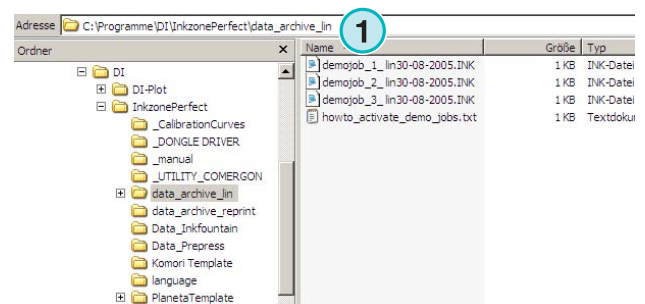 Adresse C:\Programme\DI\InkzonePerfect\data_archive_lin
1
Ordner x
DI
DI-Plot
InkzonePerfect
_CalibrationCurves
_DONGLE DRIVER
_manual
_UTILITY_COMERGON
data_archive_lin
data_archive_reprint
Data_Inkfountain
Data_Prepress
Komori Template
language
PlanetaTemplate
Name Größe Typ
demojob_1_lin30-08-2005.INK 1 KB INK-Datei
demojob_2_lin30-08-2005.INK 1 KB INK-Datei
demojob_3_lin30-08-2005.INK 1 KB INK-Datei
howto_activate_demo_jobs.txt 1 KB Textdokur